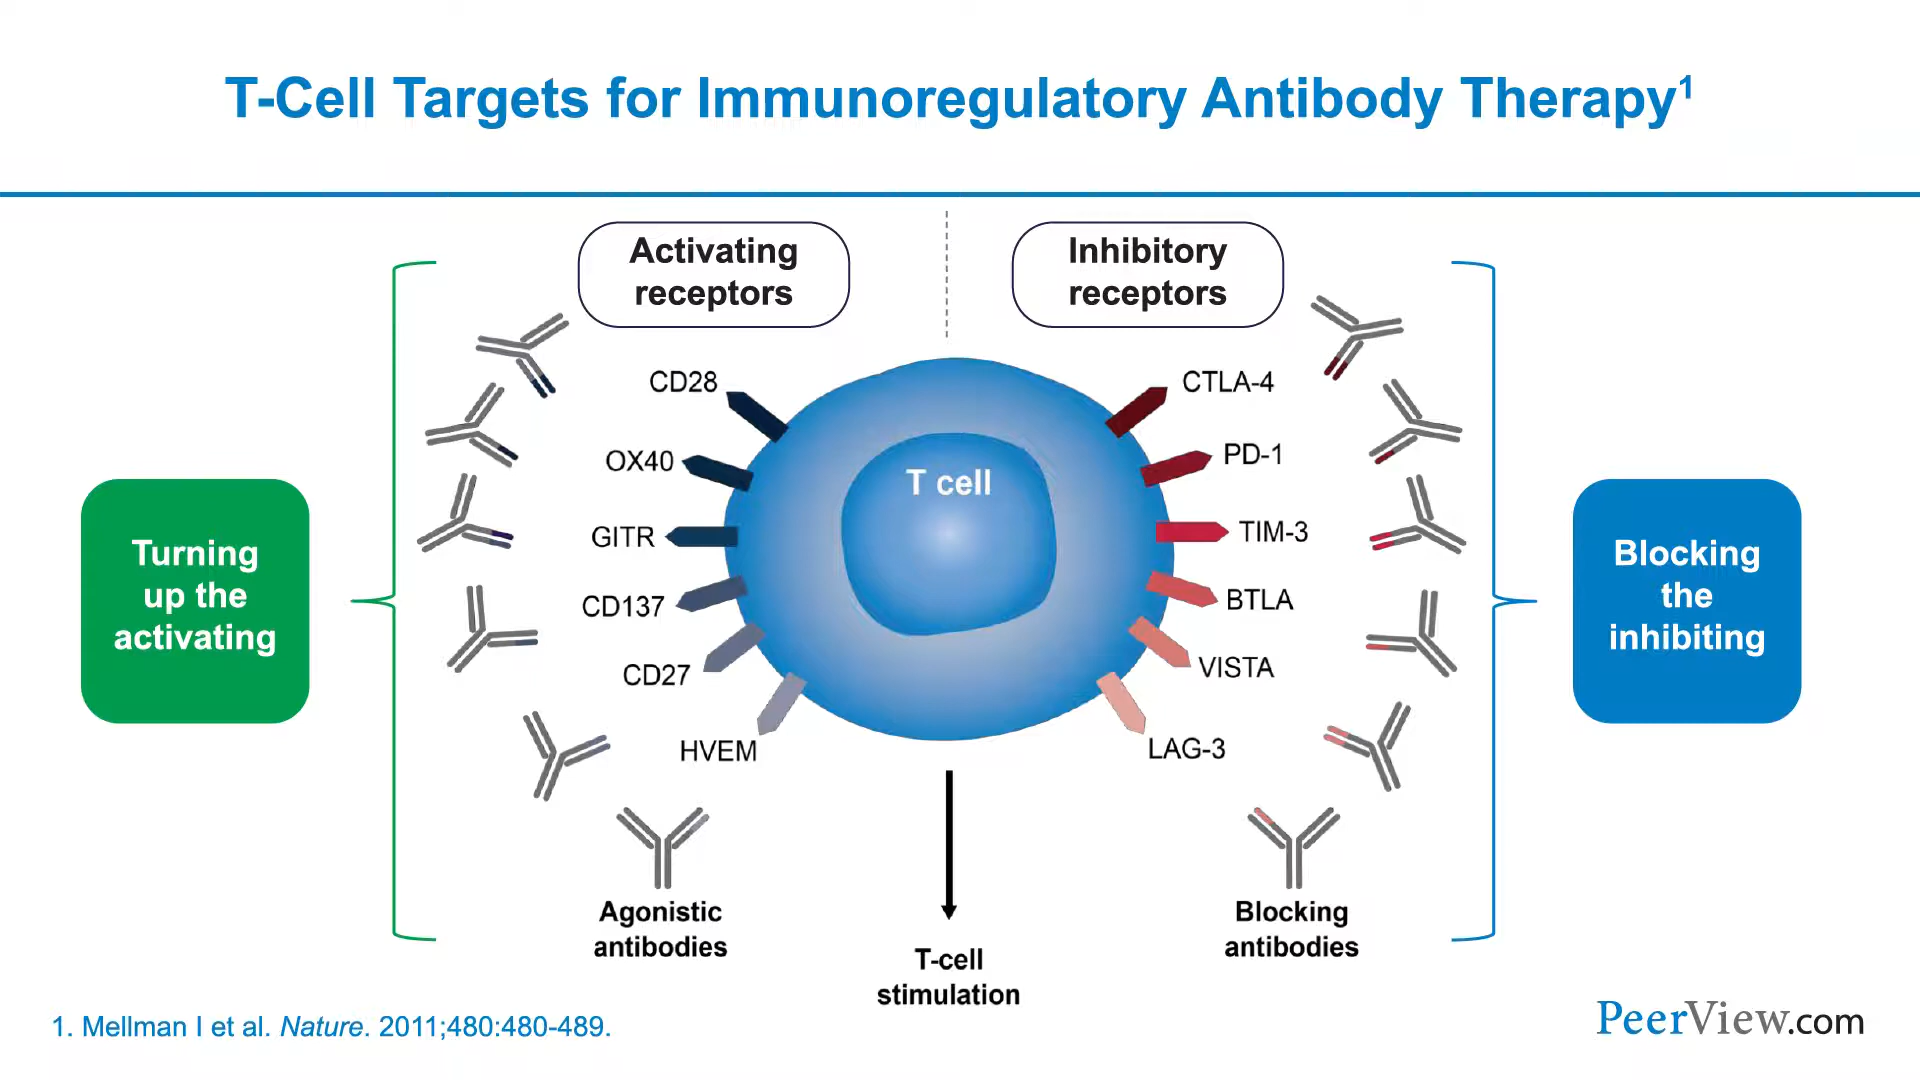 T-Cell Targets for Immunoregulatory Antibody Therapy¹
Activating
receptors
Inhibitory
receptors
CD28
OX40
GITR
CD137
CD27
HVEM
T cell
CTLA-4
PD-1
TIM-3
BTLA
VISTA
LAG-3
Turning
up the
activating
Blocking
the
inhibiting
Agonistic
antibodies
T-cell
stimulation
Blocking
antibodies
1. Mellman I et al. Nature. 2011;480:480-489.
PeerView.com